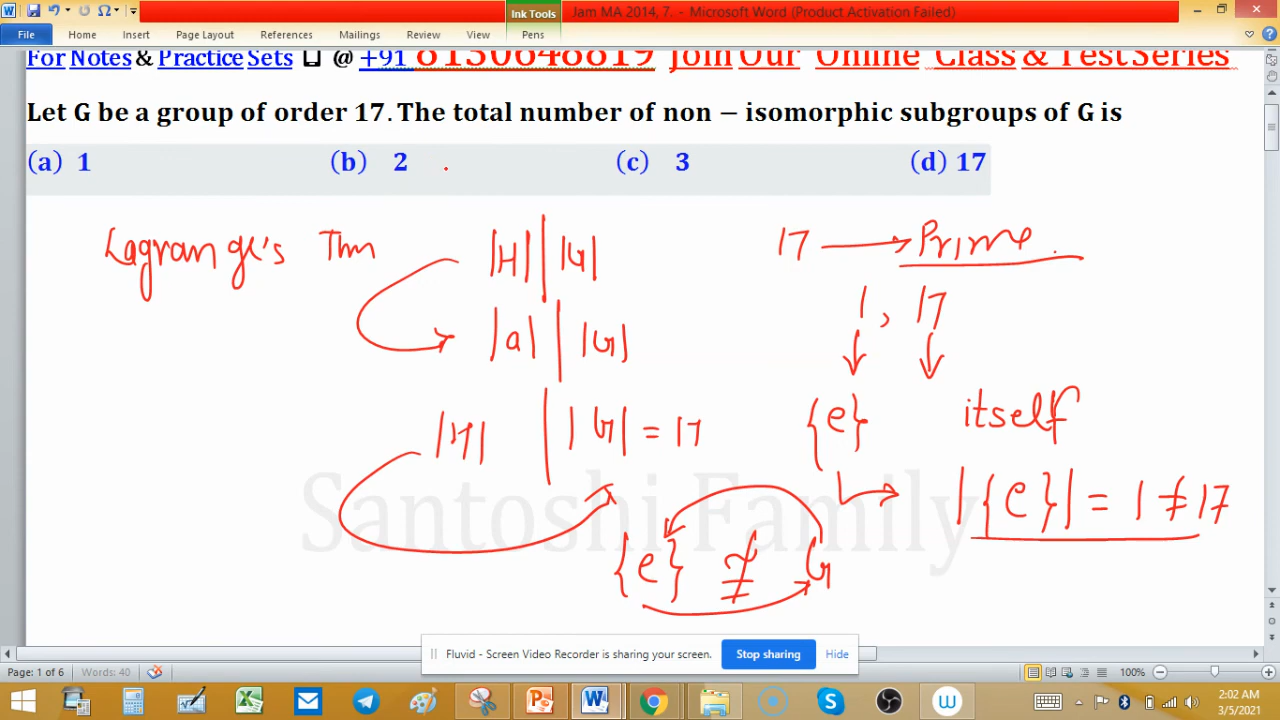 Ink Tools
Jam MA 2014, 7. - Microsoft Word (Product Activation Failed)
File Home Insert Page Layout References Mailings Review View Pens
For Notes & Practice Sets @ +91 8130648819 Join Our Online Class & Test Series
Let G be a group of order 17. The total number of non – isomorphic subgroups of G is
(a) 1 (b) 2 (c) 3 (d) 17
Lagrange's Thm |H| | |G| 17 → Prime.
1, 17
|a| | |G|
{e} itself
|H| | |G| = 17
|{e}| = 1 ≠ 17
Santoshi Family
{e} ≇ G
Fluvid - Screen Video Recorder is sharing your screen. Stop sharing Hide
Page: 1 of 6 Words: 40 100%
2:02 AM
3/5/2021